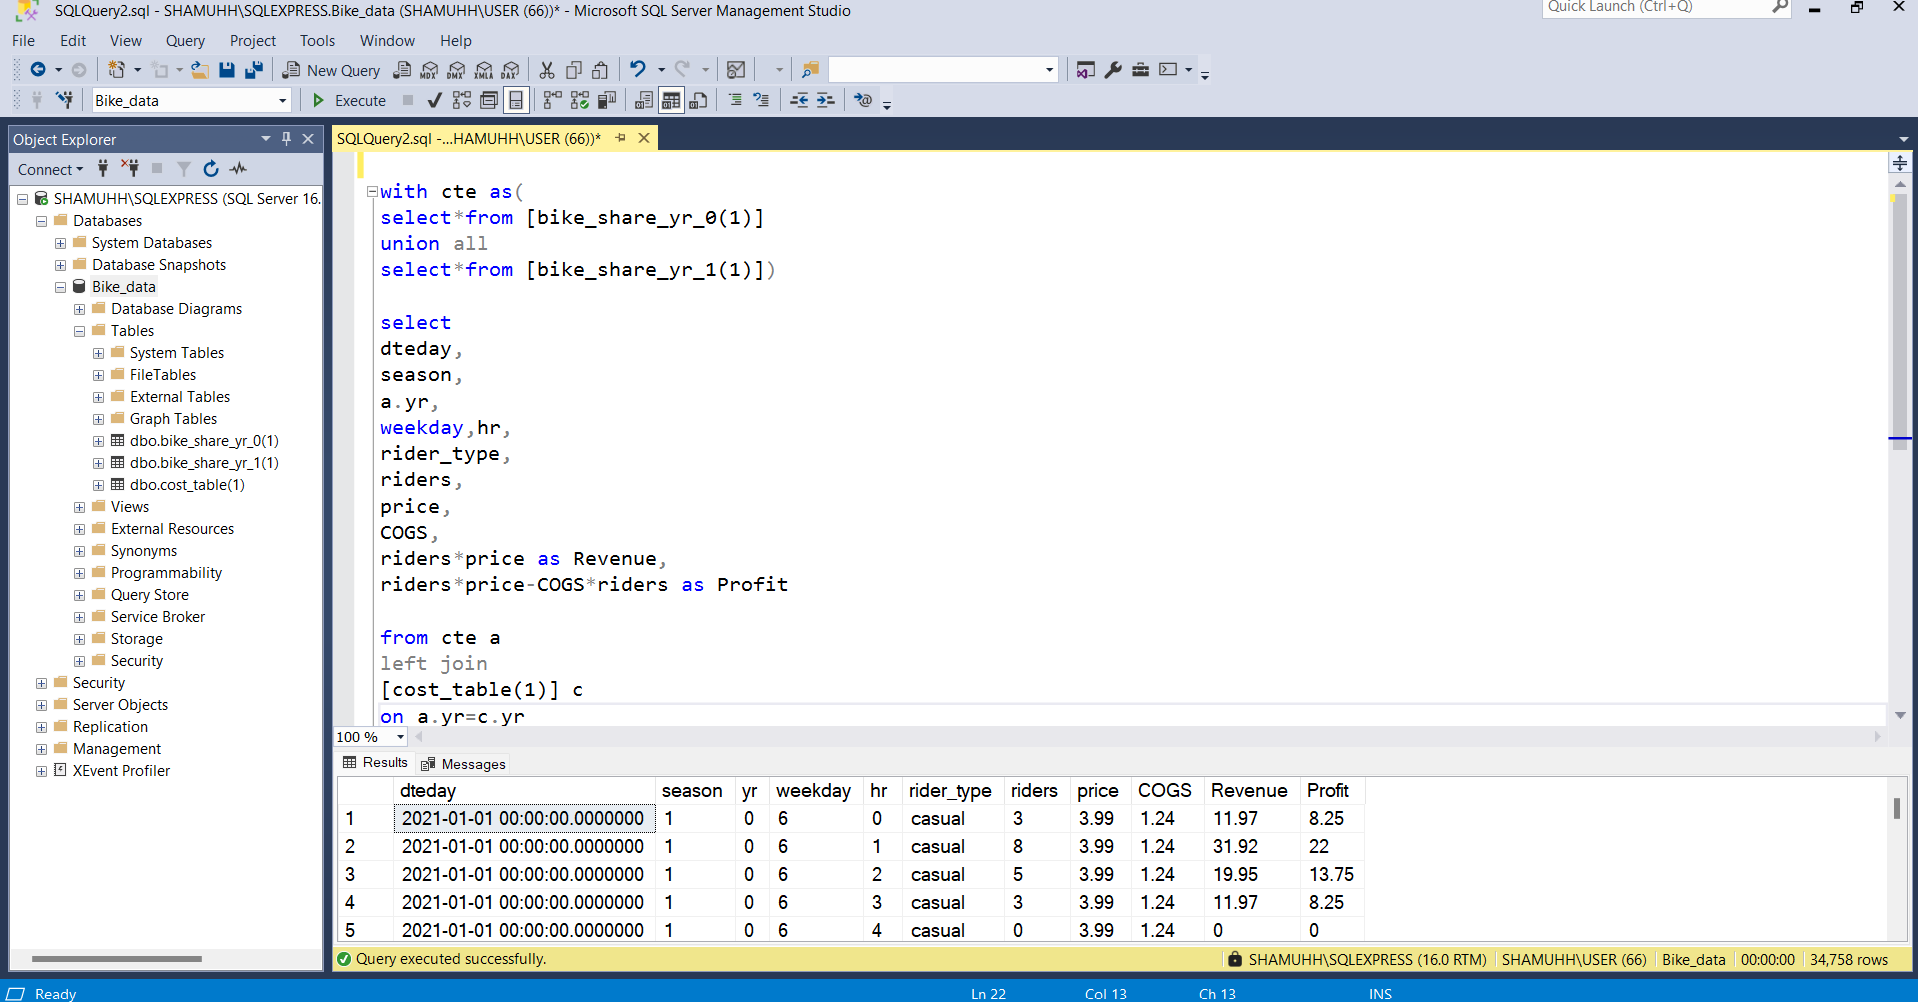 SQLQuery2.sql - SHAMUHH\SQLEXPRESS.Bike_data (SHAMUHH\USER (66))* - Microsoft SQL Server Management Studio
Quick Launch (Ctrl+Q)
File Edit View Query Project Tools Window Help
New Query MDX DMX XMLA DAX
Bike_data Execute
Object Explorer
Connect
SHAMUHH\SQLEXPRESS (SQL Server 16.
Databases
System Databases
Database Snapshots
Bike_data
Database Diagrams
Tables
System Tables
FileTables
External Tables
Graph Tables
dbo.bike_share_yr_0(1)
dbo.bike_share_yr_1(1)
dbo.cost_table(1)
Views
External Resources
Synonyms
Programmability
Query Store
Service Broker
Storage
Security
Security
Server Objects
Replication
Management
XEvent Profiler
SQLQuery2.sql -...HAMUHH\USER (66))*
with cte as(
select*from [bike_share_yr_0(1)]
union all
select*from [bike_share_yr_1(1)])
select
dteday,
season,
a.yr,
weekday,hr,
rider_type,
riders,
price,
COGS,
riders*price as Revenue,
riders*price-COGS*riders as Profit
from cte a
left join
[cost_table(1)] c
on a.yr=c.yr
100 %
Results Messages
dteday season yr weekday hr rider_type riders price COGS Revenue Profit
1 2021-01-01 00:00:00.0000000 1 0 6 0 casual 3 3.99 1.24 11.97 8.25
2 2021-01-01 00:00:00.0000000 1 0 6 1 casual 8 3.99 1.24 31.92 22
3 2021-01-01 00:00:00.0000000 1 0 6 2 casual 5 3.99 1.24 19.95 13.75
4 2021-01-01 00:00:00.0000000 1 0 6 3 casual 3 3.99 1.24 11.97 8.25
5 2021-01-01 00:00:00.0000000 1 0 6 4 casual 0 3.99 1.24 0 0
Query executed successfully. SHAMUHH\SQLEXPRESS (16.0 RTM) SHAMUHH\USER (66) Bike_data 00:00:00 34,758 rows
Ready Ln 22 Col 13 Ch 13 INS